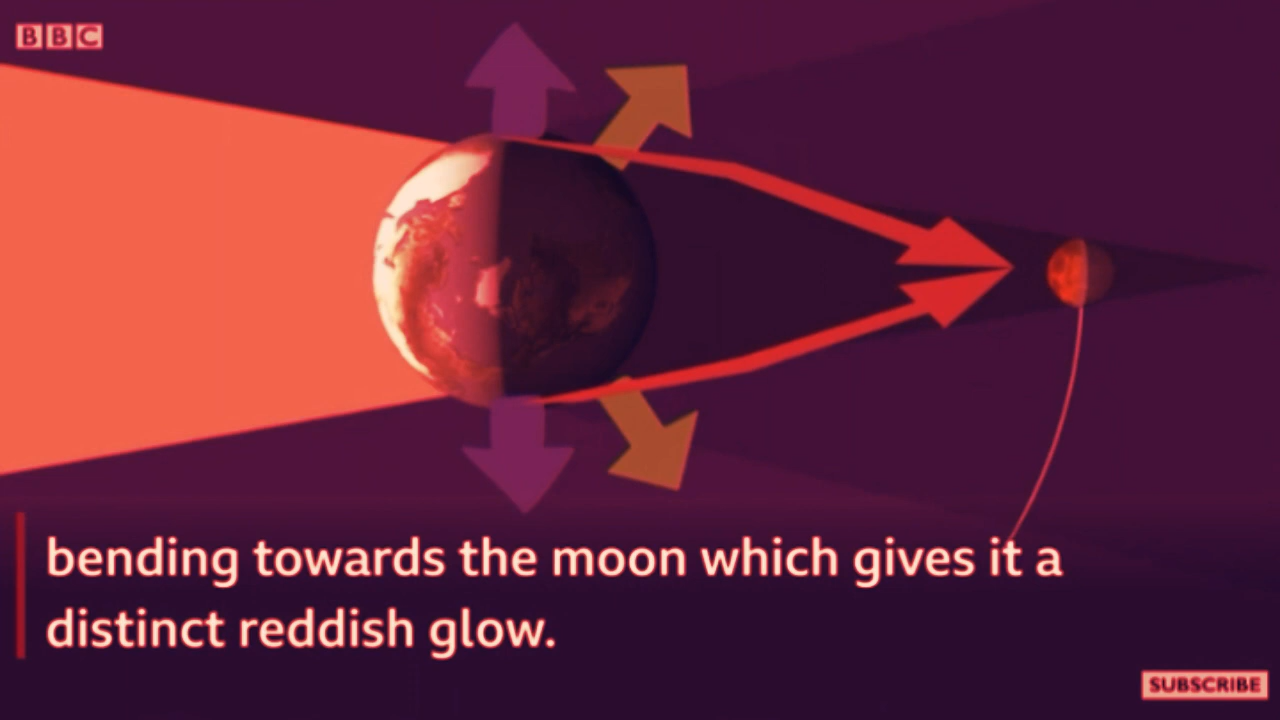 BBC
bending towards the moon which gives it a
distinct reddish glow.
SUBSCRIBE